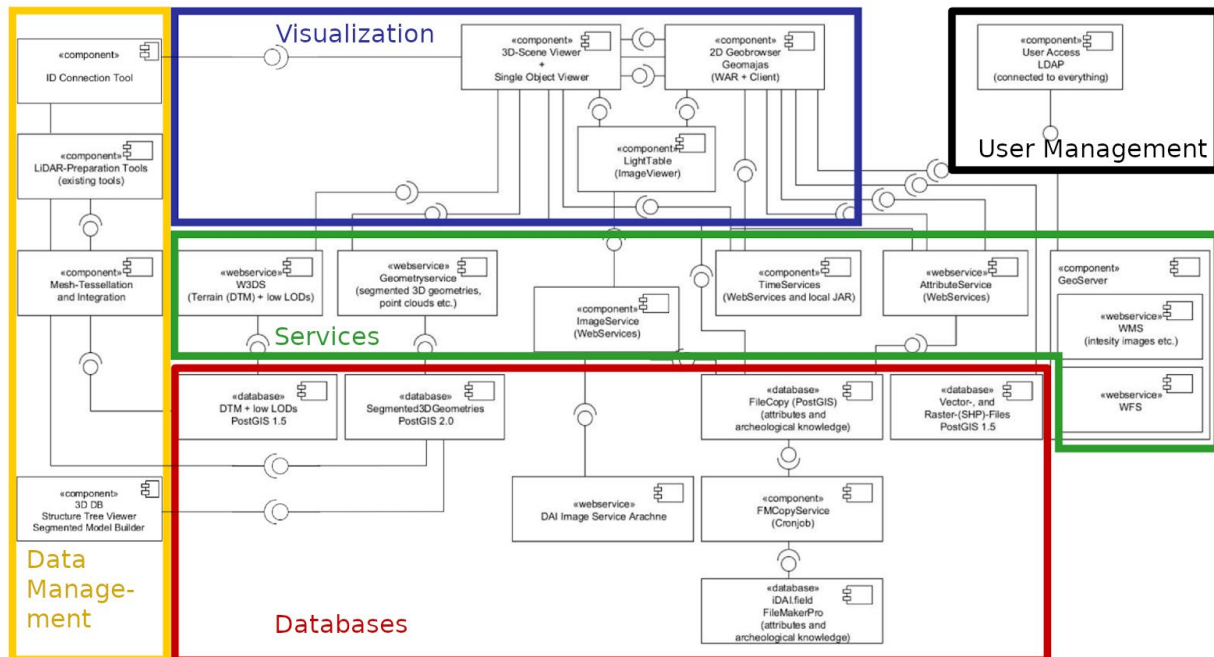 Visualization
«component»
ID Connection Tool
«component»
3D-Scene Viewer
+
Single Object Viewer
«component»
2D Geobrowser
Geomajas
(WAR + Client)
«component»
User Access
LDAP
(connected to everything)
User Management
«component»
LiDAR-Preparation Tools
(existing tools)
«component»
LightTable
(ImageViewer)
«component»
Mesh-Tessellation
and Integration
«webservice»
W3DS
(Terrain (DTM) + low LODs)
«webservice»
Geometryservice
(segmented 3D geometries,
point clouds etc.)
«component»
ImageService
(WebServices)
«component»
TimeServices
(WebServices and local JAR)
«webservice»
AttributeService
(WebServices)
«component»
GeoServer
«webservice»
WMS
(intesity images etc.)
«webservice»
WFS
Services
«database»
DTM + low LODs
PostGIS 1.5
«database»
Segmented3DGeometries
PostGIS 2.0
«database»
FileCopy (PostGIS)
(attributes and
archeological knowledge)
«database»
Vector-, and
Raster-(SHP)-Files
PostGIS 1.5
«component»
3D DB
Structure Tree Viewer
Segmented Model Builder
«webservice»
DAI Image Service Arachne
«component»
FMCopyService
(Cronjob)
«database»
iDAI.field
FileMakerPro
(attributes and
archeological knowledge)
Data
Manage-
ment
Databases